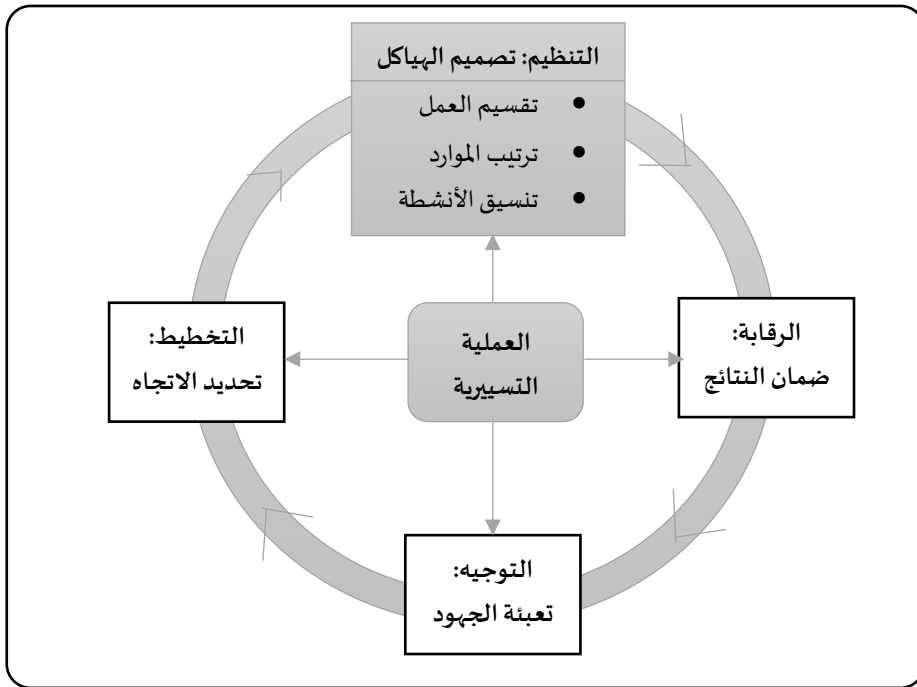 التنظيم: تصميم الهياكل
• تقسيم العمل
• ترتيب الموارد
• تنسيق الأنشطة
الرقابة:
ضمان النتائج
العملية
التسييرية
التخطيط:
تحديد الاتجاه
التوجيه:
تعبئة الجهود